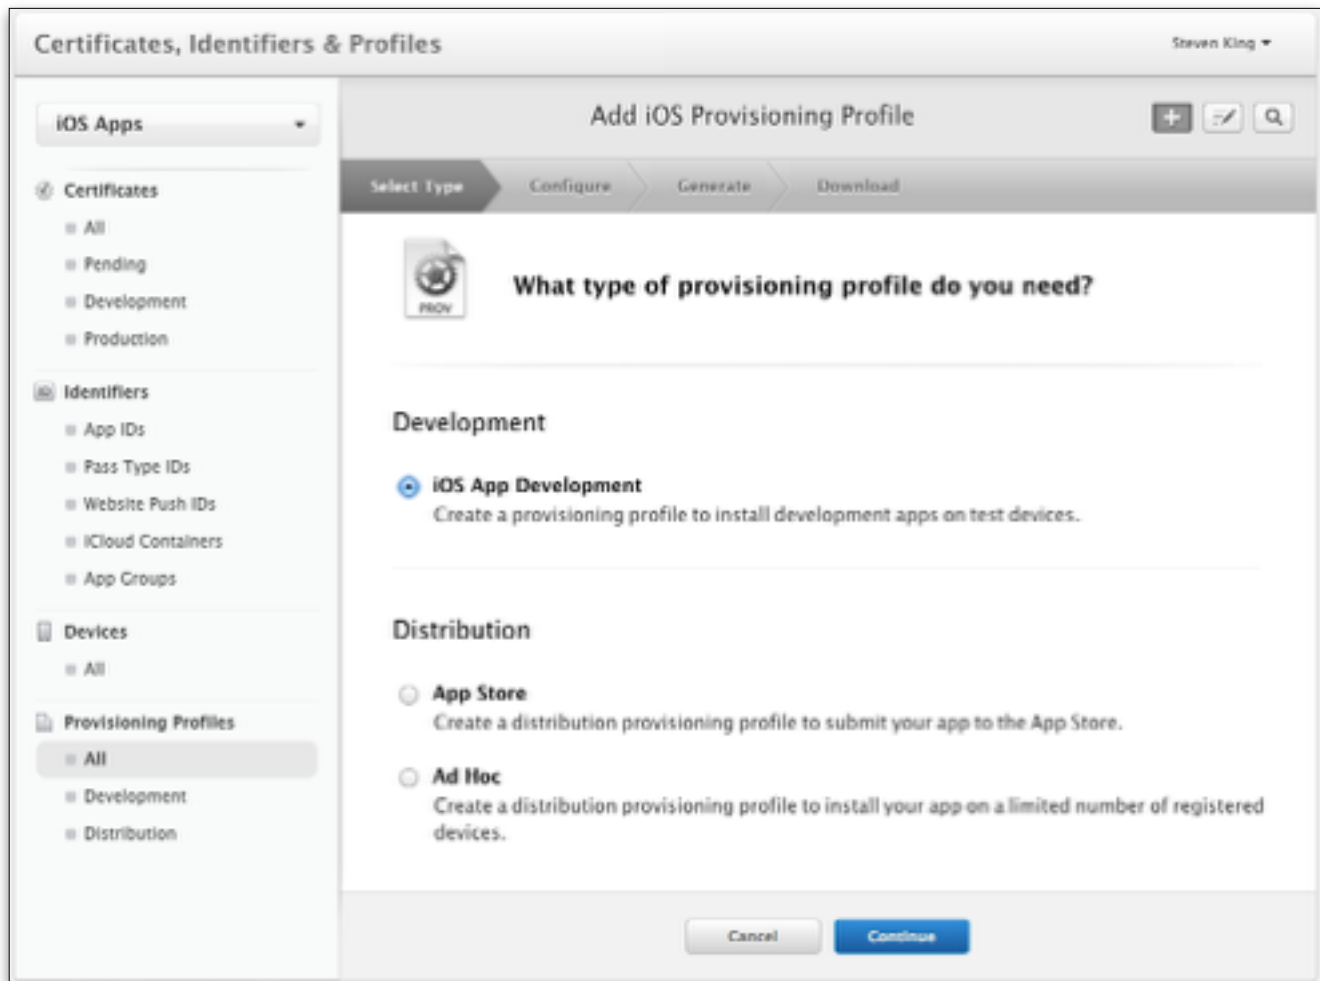 Certificates, Identifiers & Profiles
Steven King
iOS Apps
Add iOS Provisioning Profile
Select Type
Configure
Generate
Download
Certificates
All
Pending
Development
Production
Identifiers
App IDs
Pass Type IDs
Website Push IDs
iCloud Containers
App Groups
Devices
All
Provisioning Profiles
All
Development
Distribution
PROV
What type of provisioning profile do you need?
Development
iOS App Development
Create a provisioning profile to install development apps on test devices.
Distribution
App Store
Create a distribution provisioning profile to submit your app to the App Store.
Ad Hoc
Create a distribution provisioning profile to install your app on a limited number of registered
devices.
Cancel
Continue